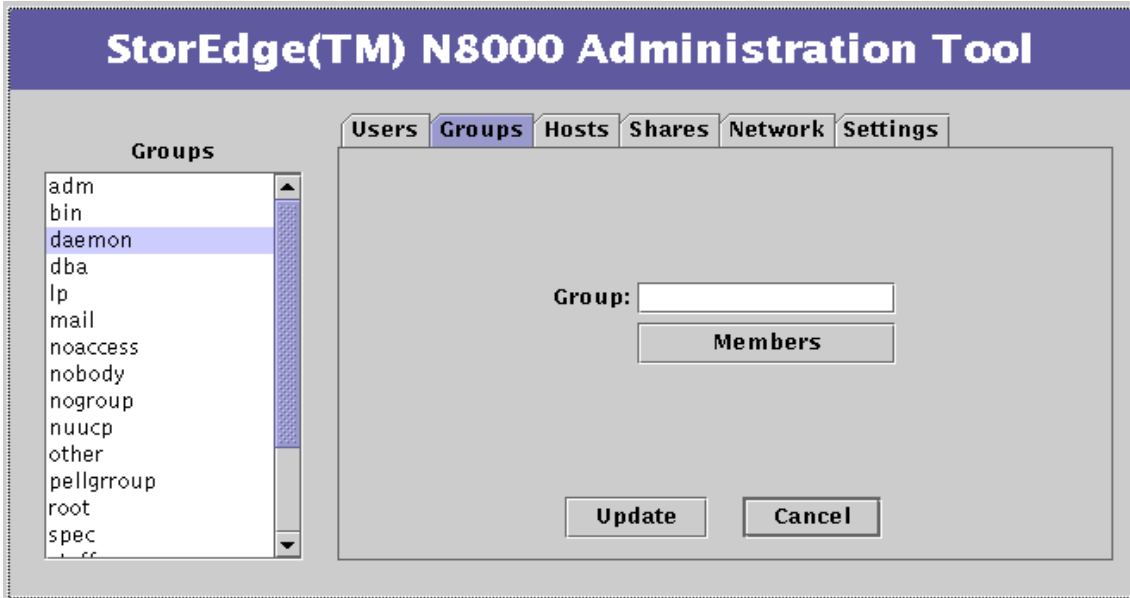 StorEdge(TM) N8000 Administration Tool
Users Groups Hosts Shares Network Settings
Groups
adm
bin
daemon
dba
lp
mail
noaccess
nobody
nogroup
nuucp
other
pellgrroup
root
spec
Group:
Members
Update Cancel